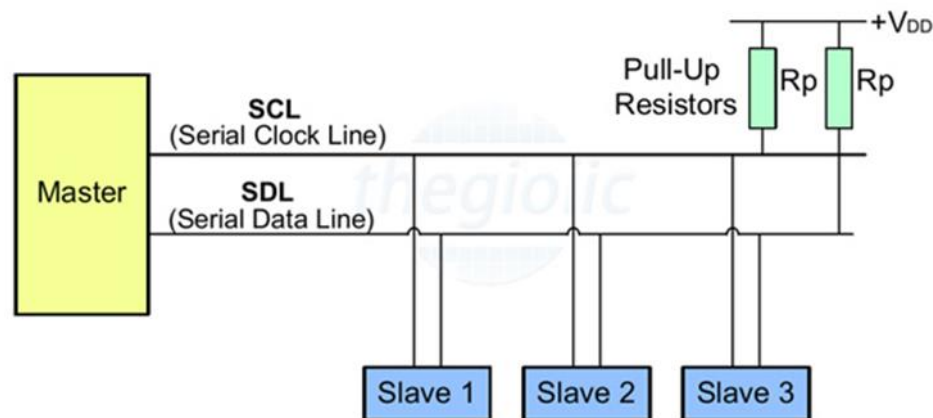 +VDD
Pull-Up
Resistors
Rp
Rp
SCL
(Serial Clock Line)
Master
SDL
(Serial Data Line)
thegioiic
Slave 1
Slave 2
Slave 3